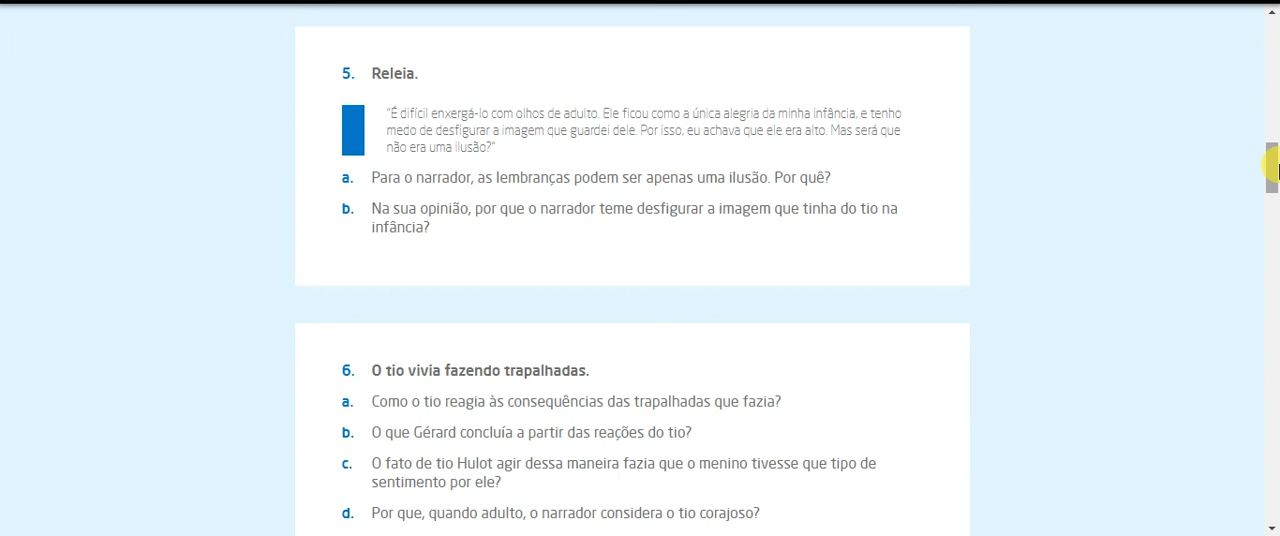 5. Releia.
"É difícil enxergá-lo com olhos de adulto. Ele ficou como a única alegria da minha infância, e tenho
medo de desfigurar a imagem que guardei dele. Por isso, eu achava que ele era alto. Mas será que
não era uma ilusão?"
a. Para o narrador, as lembranças podem ser apenas uma ilusão. Por quê?
b. Na sua opinião, por que o narrador teme desfigurar a imagem que tinha do tio na
infância?
6. O tio vivia fazendo trapalhadas.
a. Como o tio reagia às consequências das trapalhadas que fazia?
b. O que Gérard concluía a partir das reações do tio?
c. O fato de tio Hulot agir dessa maneira fazia que o menino tivesse que tipo de
sentimento por ele?
d. Por que, quando adulto, o narrador considera o tio corajoso?